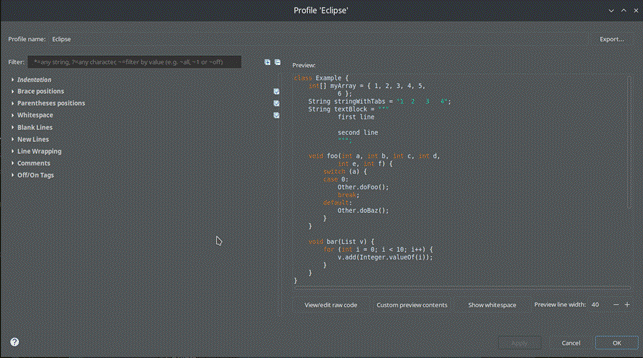 Profile 'Eclipse'
Profile name: Eclipse
Export...
Filter: *=any string, ?=any character, ~=filter by value (e.g. ~all, ~1 or ~off)
Preview:
Indentation
Brace positions
Parentheses positions
Whitespace
Blank Lines
New Lines
Line Wrapping
Comments
Off/On Tags
class Example {
int[] myArray = { 1, 2, 3, 4, 5,
6 };
String stringWithTabs = "1 2 3 4";
String textBlock = """
first line
second line
""";
void foo(int a, int b, int c, int d,
int e, int f) {
switch (a) {
case 0:
Other.doFoo();
break;
default:
Other.doBaz();
}
}
void bar(List v) {
for (int i = 0; i < 10; i++) {
v.add(Integer.valueOf(i));
}
}
}
View/edit raw code
Custom preview contents
Show whitespace
Preview line width: 40 − +
?
Apply
Cancel
OK